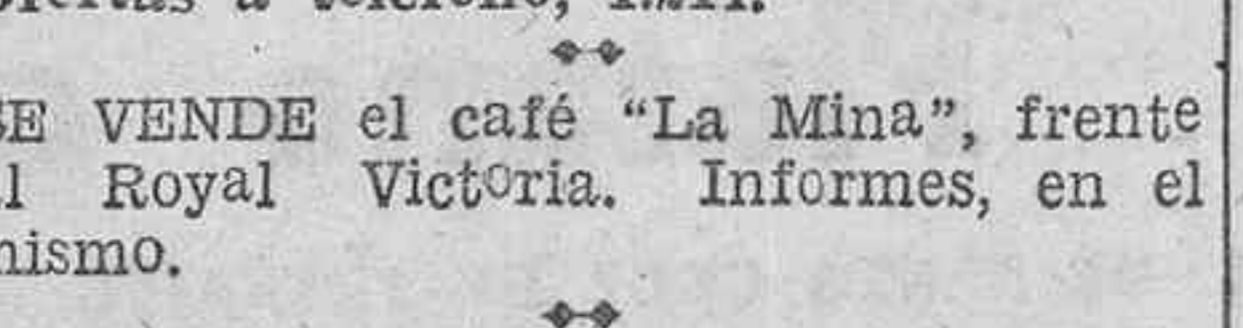 SE VENDE el café “La Mina”, frente
al Royal Victoria. Informes, en el
mismo.